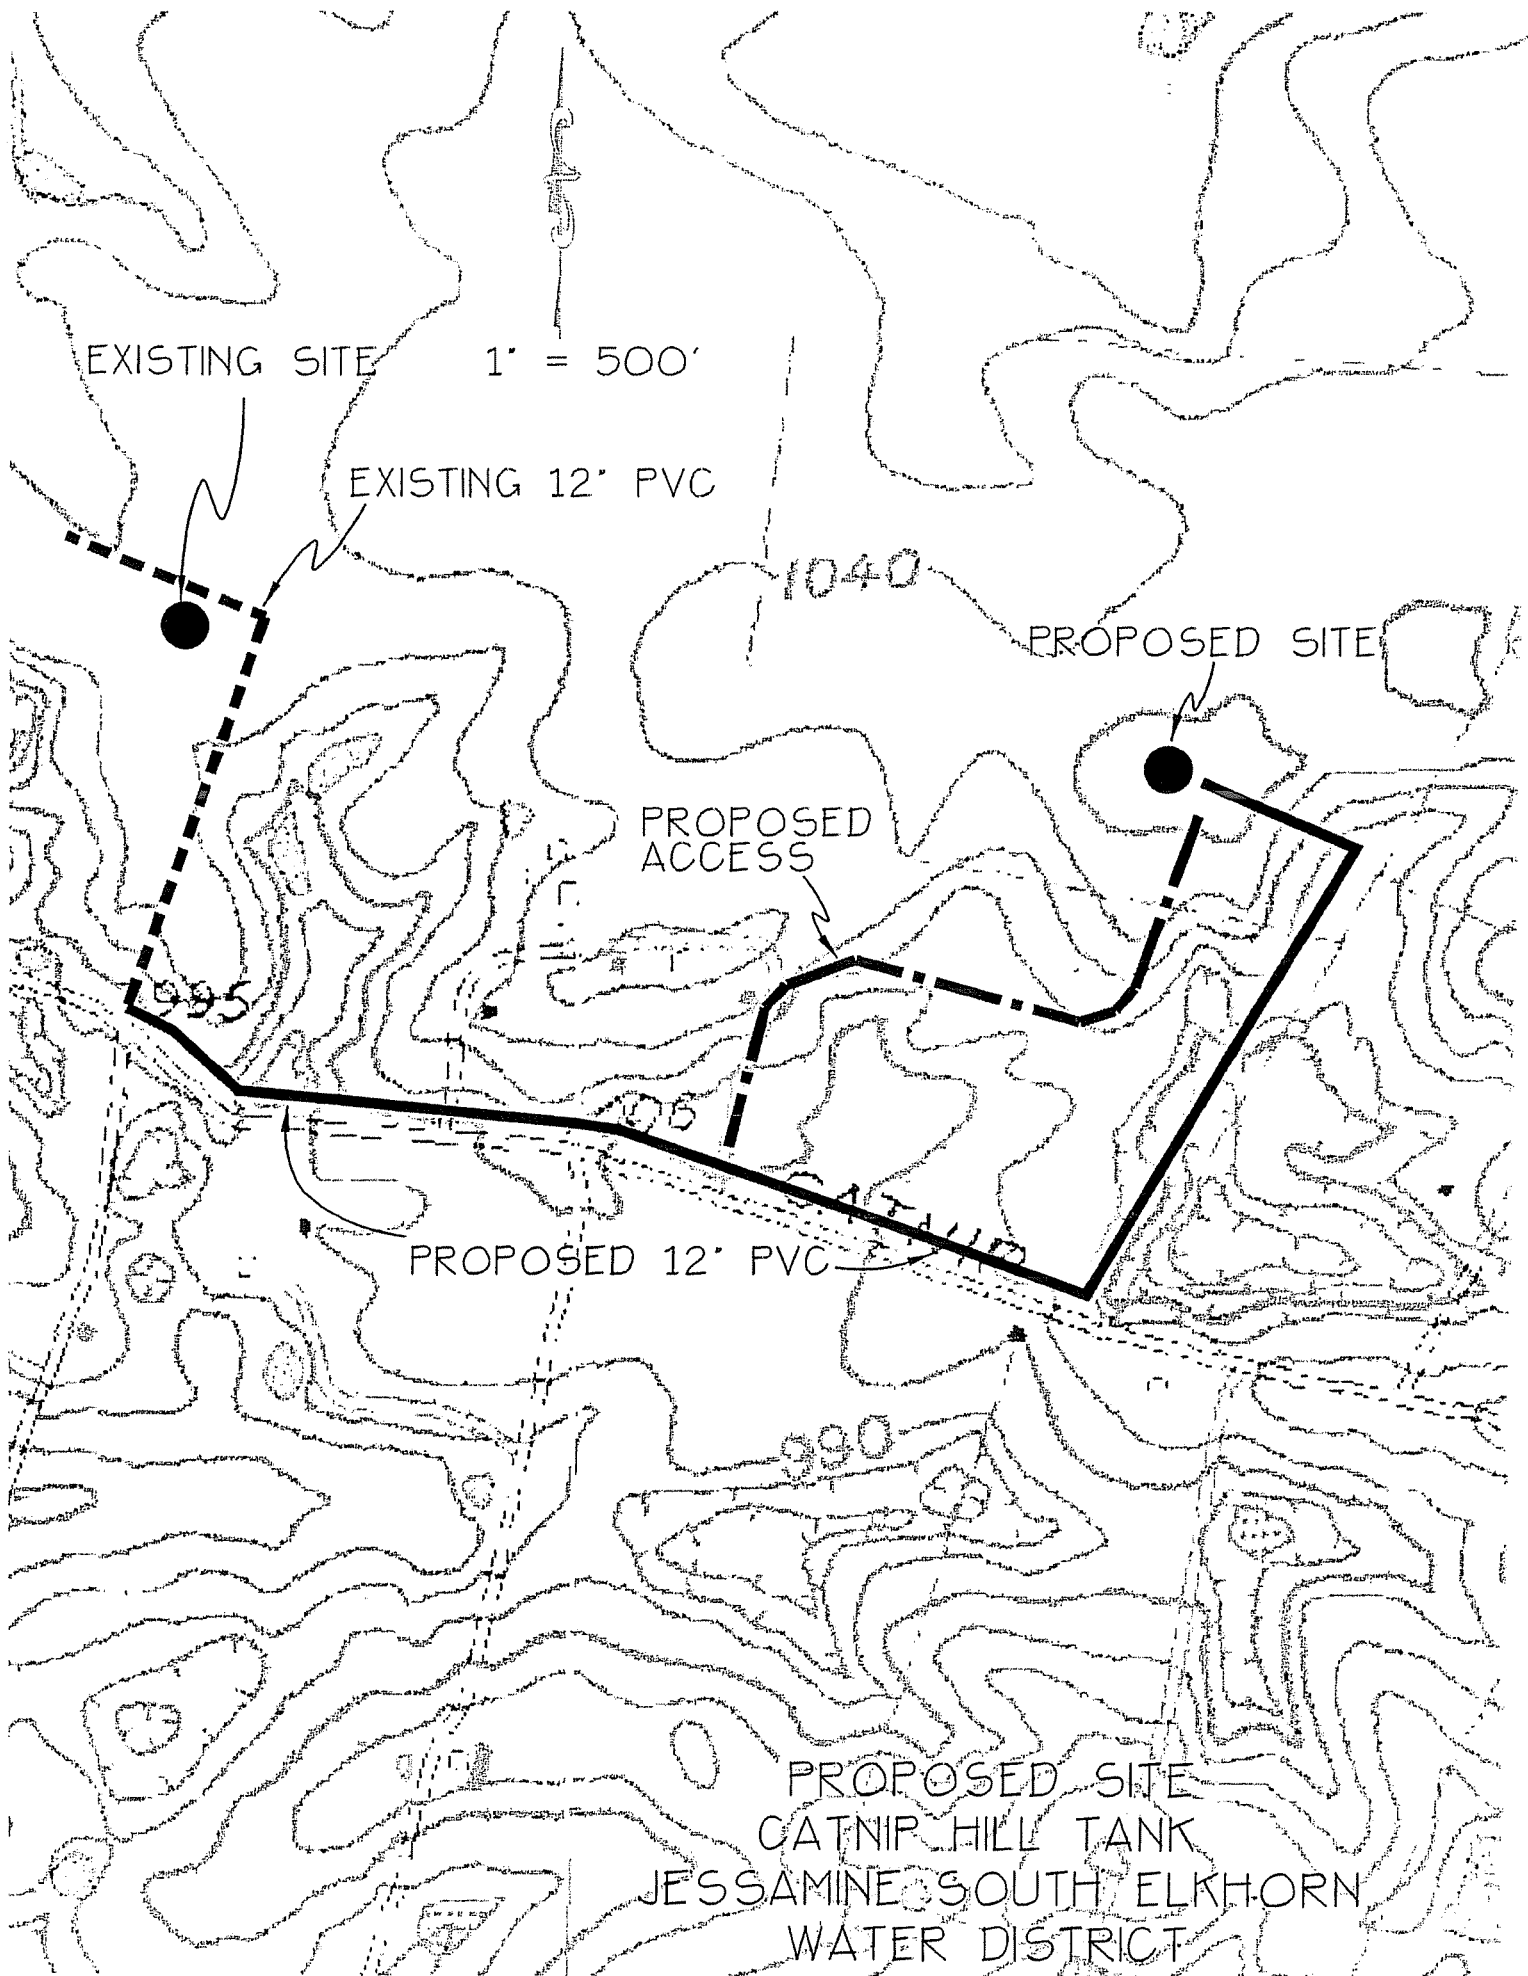 EXISTING SITE
1" = 500'
EXISTING 12" PVC
1040
PROPOSED SITE
PROPOSED
ACCESS
995
PROPOSED 12" PVC
990
PROPOSED SITE
CATNIP HILL TANK
JESSAMINE SOUTH ELKHORN
WATER DISTRICT